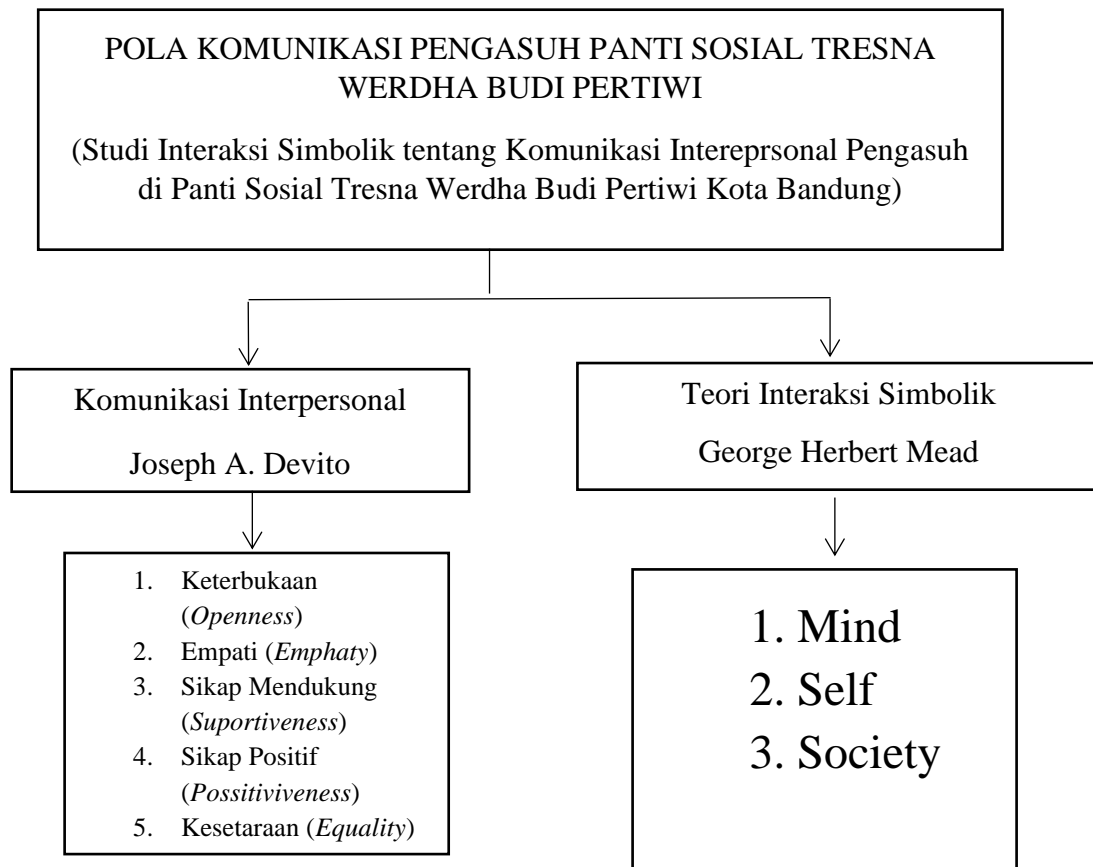 POLA KOMUNIKASI PENGASUH PANTI SOSIAL TRESNA
WERDHA BUDI PERTIWI
(Studi Interaksi Simbolik tentang Komunikasi Intereprsonal Pengasuh
di Panti Sosial Tresna Werdha Budi Pertiwi Kota Bandung)
Komunikasi Interpersonal
Joseph A. Devito
Teori Interaksi Simbolik
George Herbert Mead
1. Keterbukaan
(Openness)
2. Empati (Emphaty)
3. Sikap Mendukung
(Suportiveness)
4. Sikap Positif
(Possitiviveness)
5. Kesetaraan (Equality)
1. Mind
2. Self
3. Society